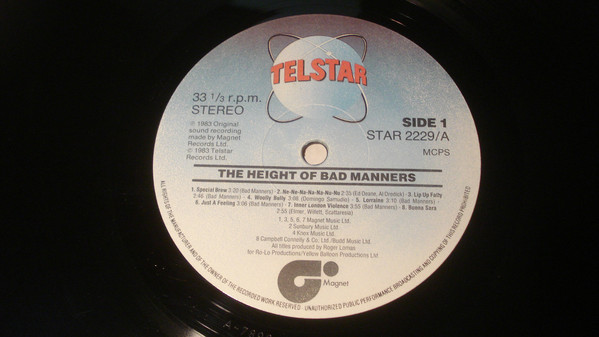 TELSTAR
33 1/3 r.p.m.
STEREO
℗ 1983 Original
sound recording
made by Magnet
Records Ltd.
© 1983 Telstar
Records Ltd.
SIDE 1
STAR 2229/A
MCPS
THE HEIGHT OF BAD MANNERS
1. Special Brew 3:35 (Bad Manners) · 2. Ne-Ne-Na-Na-Na-Na-Nu-Nu 2:35 (Ed Deane, Al Orydick) · 3. Lip Up Fatty
2:46 (Bad Manners) · 4. Woolly Bully 3:08 (Domingo Samudio) · 5. Lorraine 3:10 (Bad Manners) ·
6. Just A Feeling 3:06 (Bad Manners) · 7. Inner London Violence 3:55 (Bad Manners) · 8. Buona Sera
2:55 (Elmer, Willett, Scattaresia)
1, 3, 5, 6, 7 Magnet Music Ltd.
2 Sunbury Music Ltd.
4 Knen Music Ltd.
8 Campbell Connelly & Co. Ltd./Budd Music Ltd.
All titles produced by Roger Lomas
for Ro-Lo Productions/Yellow Balloon Productions Ltd
Magnet
ALL RIGHTS OF THE MANUFACTURER AND OF THE OWNER OF THE RECORDED WORK RESERVED · UNAUTHORIZED PUBLIC PERFORMANCE BROADCASTING AND COPYING OF THIS RECORD PROHIBITED